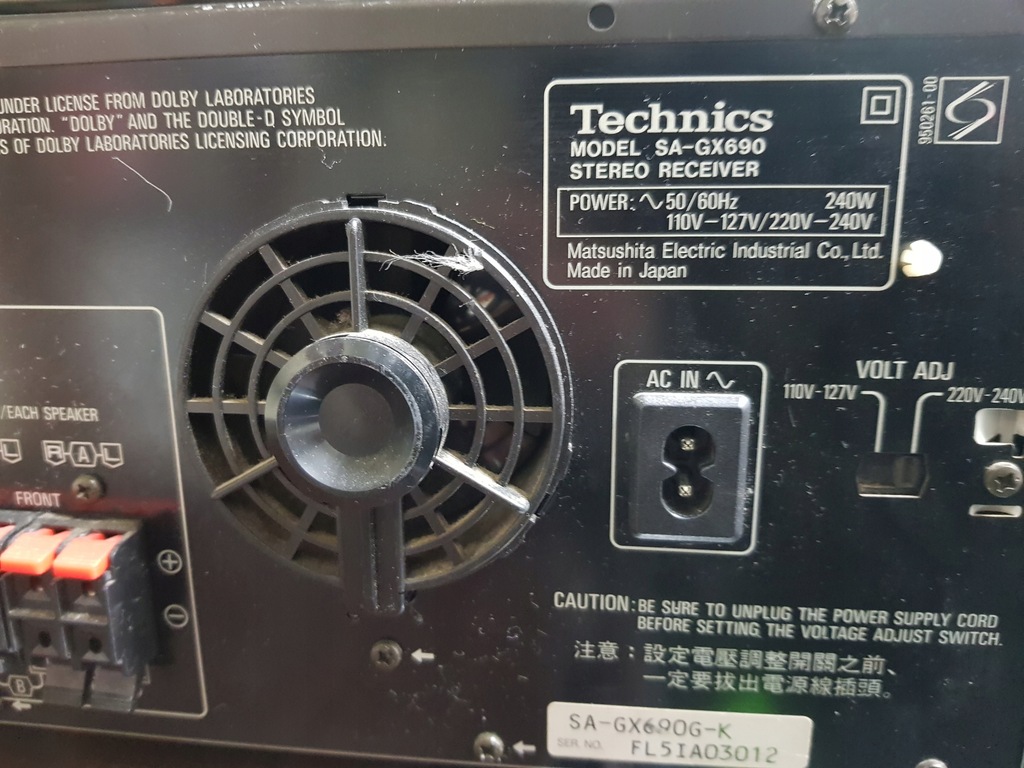 UNDER LICENSE FROM DOLBY LABORATORIES
ORATION. "DOLBY" AND THE DOUBLE-D SYMBOL
S OF DOLBY LABORATORIES LICENSING CORPORATION.
Technics
MODEL SA-GX690
STEREO RECEIVER
POWER: ∿ 50/60Hz 240W
110V-127V/220V-240V
Matsushita Electric Industrial Co., Ltd.
Made in Japan
950261-00
/EACH SPEAKER
L R A L
FRONT
+
−
B
AC IN ∿
VOLT ADJ
110V-127V
220V-240V
CAUTION: BE SURE TO UNPLUG THE POWER SUPPLY CORD
BEFORE SETTING THE VOLTAGE ADJUST SWITCH.
注意：設定電壓調整開關之前、
一定要拔出電源線插頭。
SA-GX690G-K
SER. NO. FL5IA03012